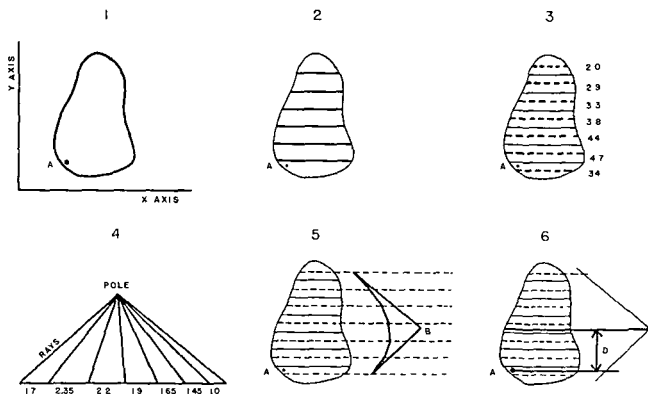 1
2
3
Y AXIS
A
X AXIS
A
2.0
2.9
3.3
3.8
4.4
4.7
3.4
A
4
POLE
RAYS
1.7 2.35 2.2 1.9 1.65 1.45 1.0
5
B
A
6
D
A